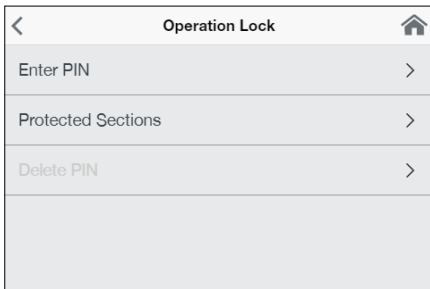 Operation Lock
Enter PIN
Protected Sections
Delete PIN